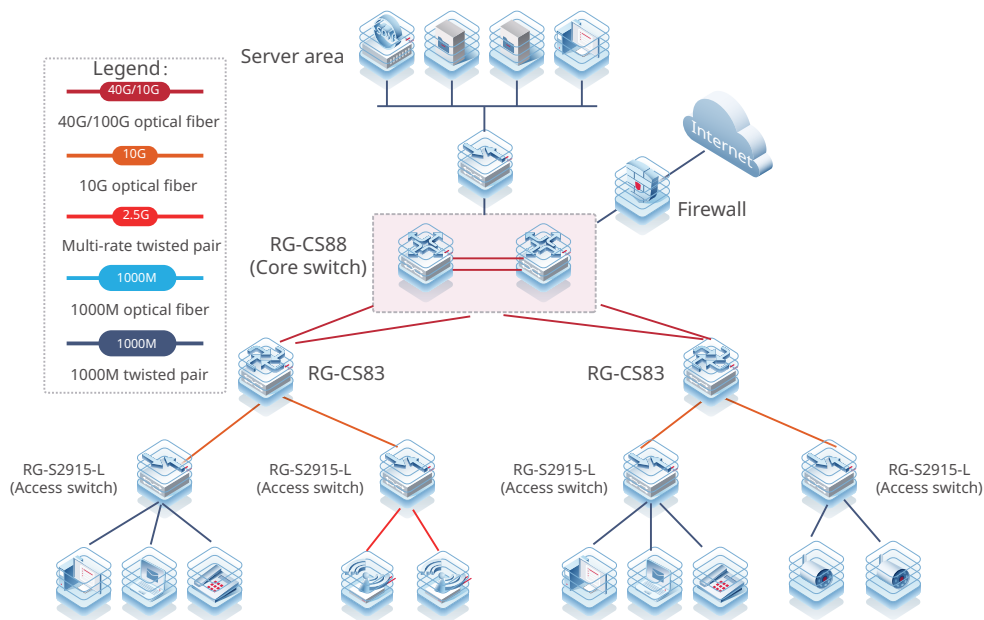 Server area
Legend：
40G/10G
40G/100G optical fiber
10G
10G optical fiber
2.5G
Multi-rate twisted pair
1000M
1000M optical fiber
1000M
1000M twisted pair
Internet
Firewall
RG-CS88
(Core switch)
RG-CS83
RG-CS83
RG-S2915-L
(Access switch)
RG-S2915-L
(Access switch)
RG-S2915-L
(Access switch)
RG-S2915-L
(Access switch)